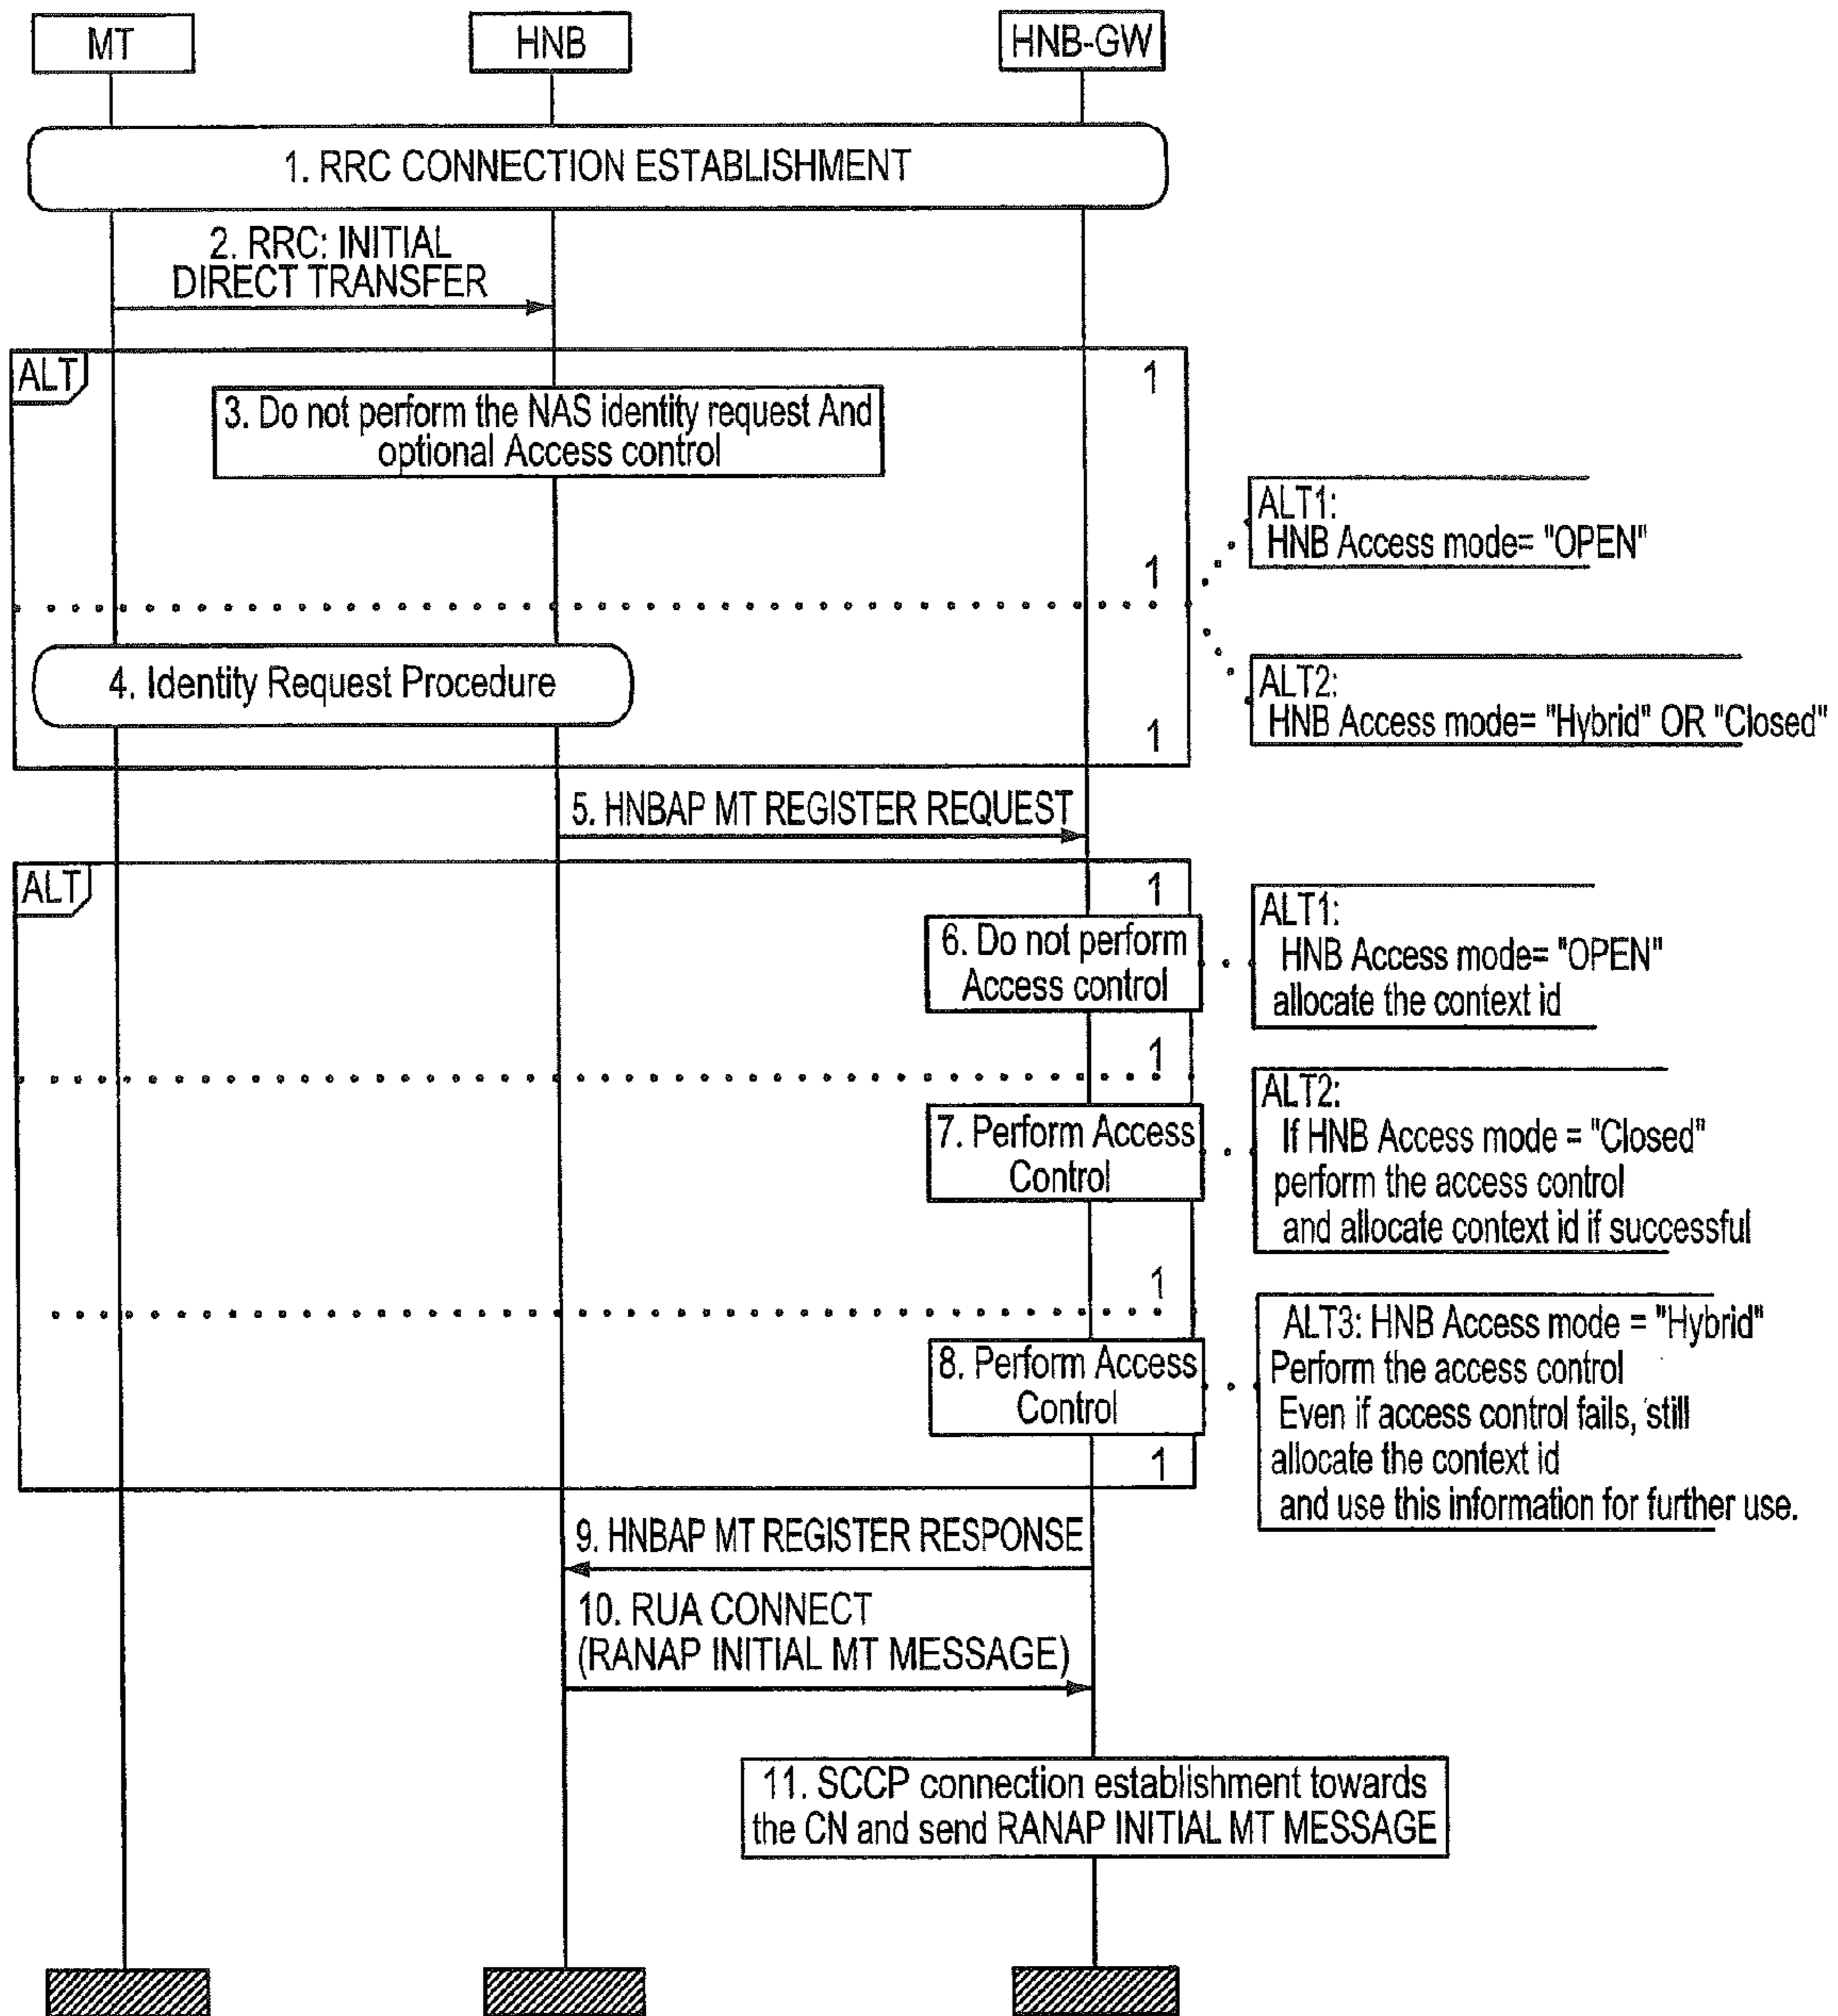 MT
HNB
HNB-GW
1. RRC CONNECTION ESTABLISHMENT
2. RRC: INITIAL
DIRECT TRANSFER
ALT
1
3. Do not perform the NAS identity request And
optional Access control
ALT1:
HNB Access mode= "OPEN"
1
4. Identity Request Procedure
ALT2:
HNB Access mode= "Hybrid" OR "Closed"
1
5. HNBAP MT REGISTER REQUEST
ALT
1
6. Do not perform
Access control
ALT1:
HNB Access mode= "OPEN"
allocate the context id
1
7. Perform Access
Control
ALT2:
If HNB Access mode = "Closed"
perform the access control
and allocate context id if successful
1
8. Perform Access
Control
ALT3: HNB Access mode = "Hybrid"
Perform the access control
Even if access control fails, still
allocate the context id
and use this information for further use.
1
9. HNBAP MT REGISTER RESPONSE
10. RUA CONNECT
(RANAP INITIAL MT MESSAGE)
11. SCCP connection establishment towards
the CN and send RANAP INITIAL MT MESSAGE